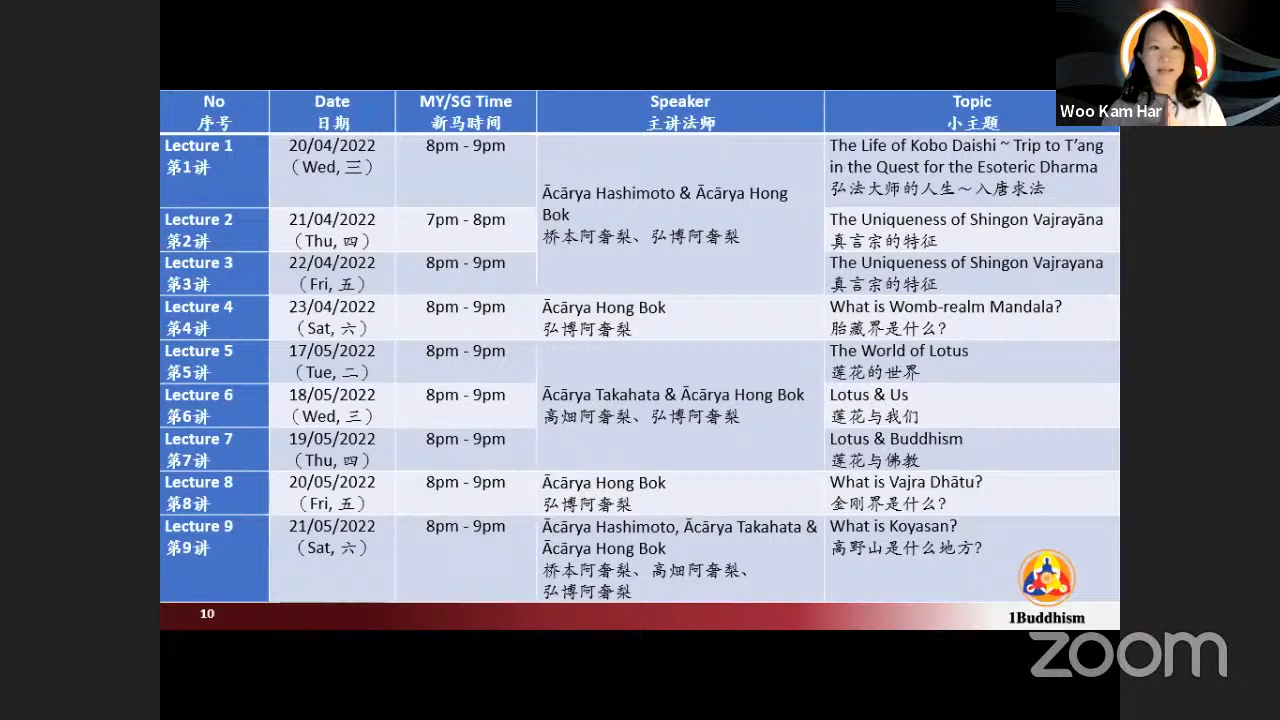 Woo Kam Har
No
序号
Date
日期
MY/SG Time
新马时间
Speaker
主讲法师
Topic
小主题
Lecture 1
第1讲
20/04/2022
(Wed, 三)
8pm - 9pm
Ācārya Hashimoto & Ācārya Hong
Bok
桥本阿奢梨、弘博阿奢梨
The Life of Kobo Daishi ~ Trip to T'ang
in the Quest for the Esoteric Dharma
弘法大师的人生～入唐求法
Lecture 2
第2讲
21/04/2022
(Thu, 四)
7pm - 8pm
The Uniqueness of Shingon Vajrayāna
真言宗的特征
Lecture 3
第3讲
22/04/2022
(Fri, 五)
8pm - 9pm
The Uniqueness of Shingon Vajrayana
真言宗的特征
Lecture 4
第4讲
23/04/2022
(Sat, 六)
8pm - 9pm
Ācārya Hong Bok
弘博阿奢梨
What is Womb-realm Mandala?
胎藏界是什么?
Lecture 5
第5讲
17/05/2022
(Tue, 二)
8pm - 9pm
Ācārya Takahata & Ācārya Hong Bok
高畑阿奢梨、弘博阿奢梨
The World of Lotus
莲花的世界
Lecture 6
第6讲
18/05/2022
(Wed, 三)
8pm - 9pm
Lotus & Us
莲花与我们
Lecture 7
第7讲
19/05/2022
(Thu, 四)
8pm - 9pm
Lotus & Buddhism
莲花与佛教
Lecture 8
第8讲
20/05/2022
(Fri, 五)
8pm - 9pm
Ācārya Hong Bok
弘博阿奢梨
What is Vajra Dhātu?
金刚界是什么?
Lecture 9
第9讲
21/05/2022
(Sat, 六)
8pm - 9pm
Ācārya Hashimoto, Ācārya Takahata &
Ācārya Hong Bok
桥本阿奢梨、高畑阿奢梨、
弘博阿奢梨
What is Koyasan?
高野山是什么地方?
10
1Buddhism
zoom